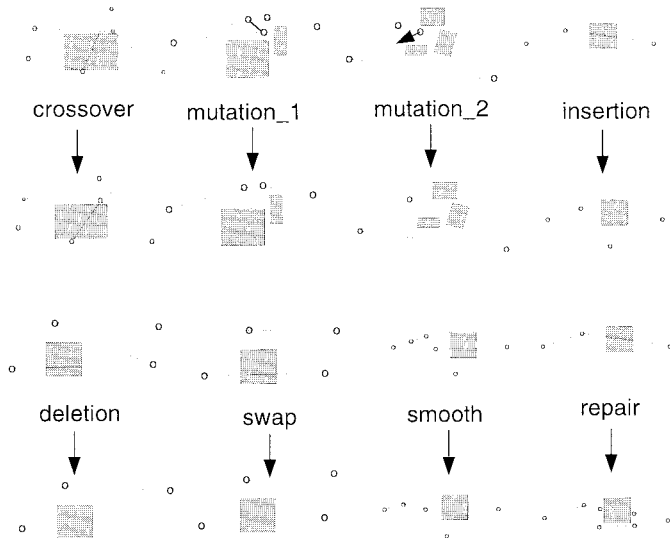 crossover
mutation_1
mutation_2
insertion
deletion
swap
smooth
repair